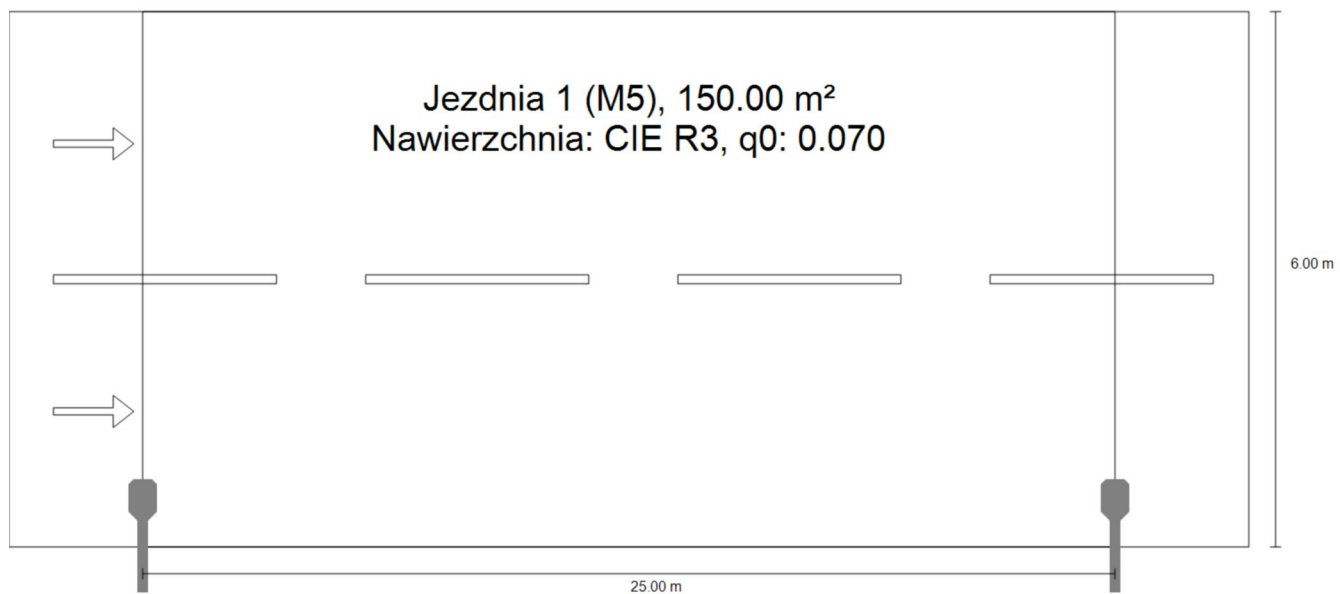 Jezdnia 1 (M5), 150.00 m²
Nawierzchnia: CIE R3, q0: 0.070
6.00 m
25.00 m